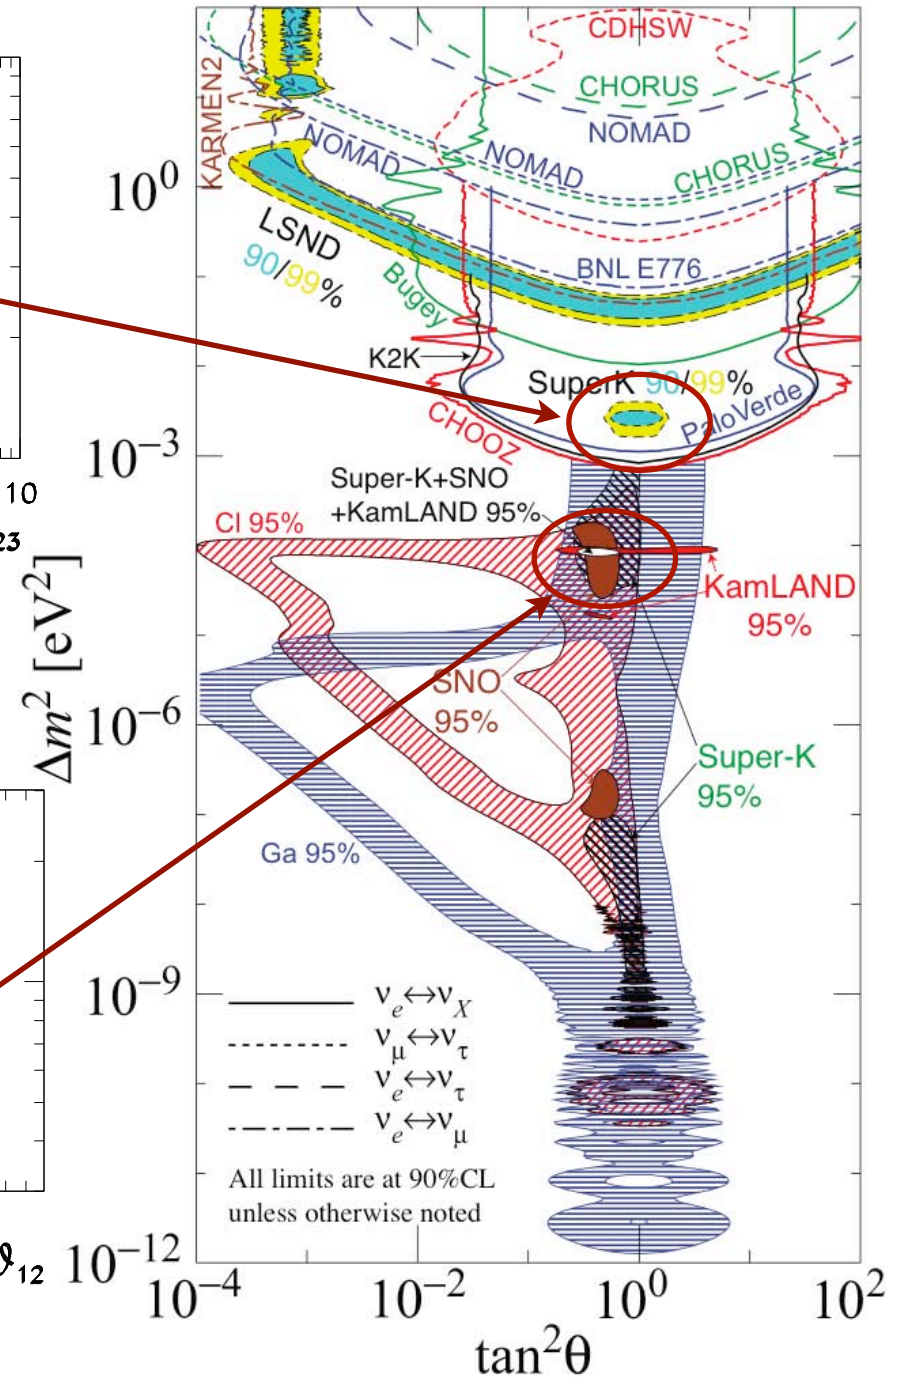 CDHSW
CHORUS
NOMAD
KARMEN2
NOMAD
NOMAD
CHORUS
10^0
LSND
90/99%
BNL E776
Bugey
K2K
SuperK 90/99%
PaloVerde
CHOOZ
10^-3
10
23
Super-K+SNO
+KamLAND 95%
Cl 95%
KamLAND
95%
Δm^2 [eV^2]
SNO
95%
10^-6
Super-K
95%
Ga 95%
10^-9
ν_e↔ν_X
ν_μ↔ν_τ
ν_e↔ν_τ
ν_e↔ν_μ
All limits are at 90%CL
unless otherwise noted
10^-12
12
10^-4 10^-2 10^0 10^2
tan^2θ